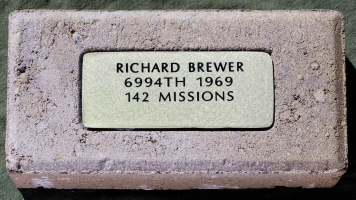 RICHARD BREWER
6994TH 1969
142 MISSIONS